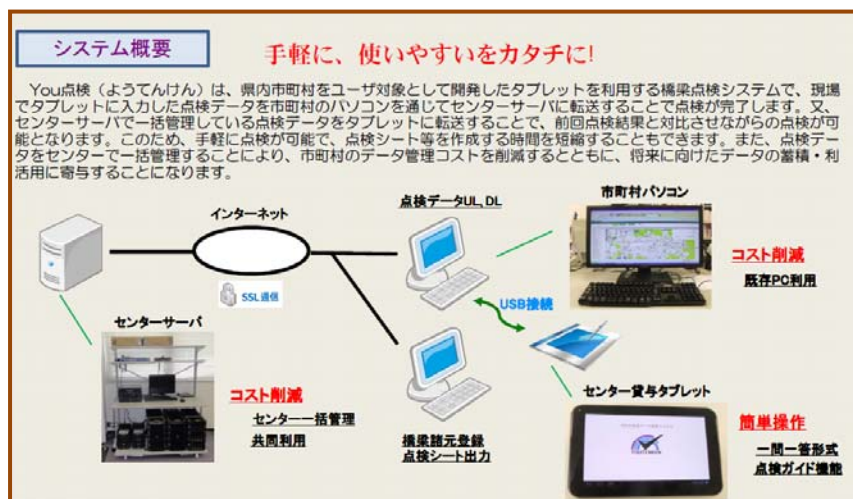 システム概要
手軽に、使いやすいをカタチに!
You点検（ようてんけん）は、県内市町村をユーザ対象として開発したタブレットを利用する橋梁点検システムで、現場
でタブレットに入力した点検データを市町村のパソコンを通じてセンターサーバに転送することで点検が完了します。又、
センターサーバで一括管理している点検データをタブレットに転送することで、前回点検結果と対比させながらの点検が可
能となります。このため、手軽に点検が可能で、点検シート等を作成する時間を短縮することもできます。また、点検デー
タをセンターで一括管理することにより、市町村のデータ管理コストを削減するとともに、将来に向けたデータの蓄積・利
活用に寄与することになります。
インターネット
点検データUL,DL
市町村パソコン
コスト削減
既存PC利用
SSL通信
USB接続
センターサーバ
コスト削減
センター一括管理
共同利用
橋梁諸元登録
点検シート出力
センター貸与タブレット
簡単操作
一問一答形式
点検ガイド機能